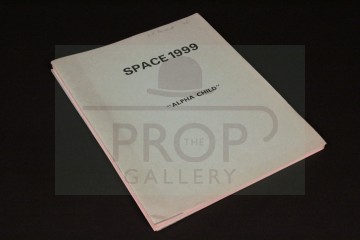 SPACE 1999
"ALPHA CHILD"
THE
PROP
GALLERY